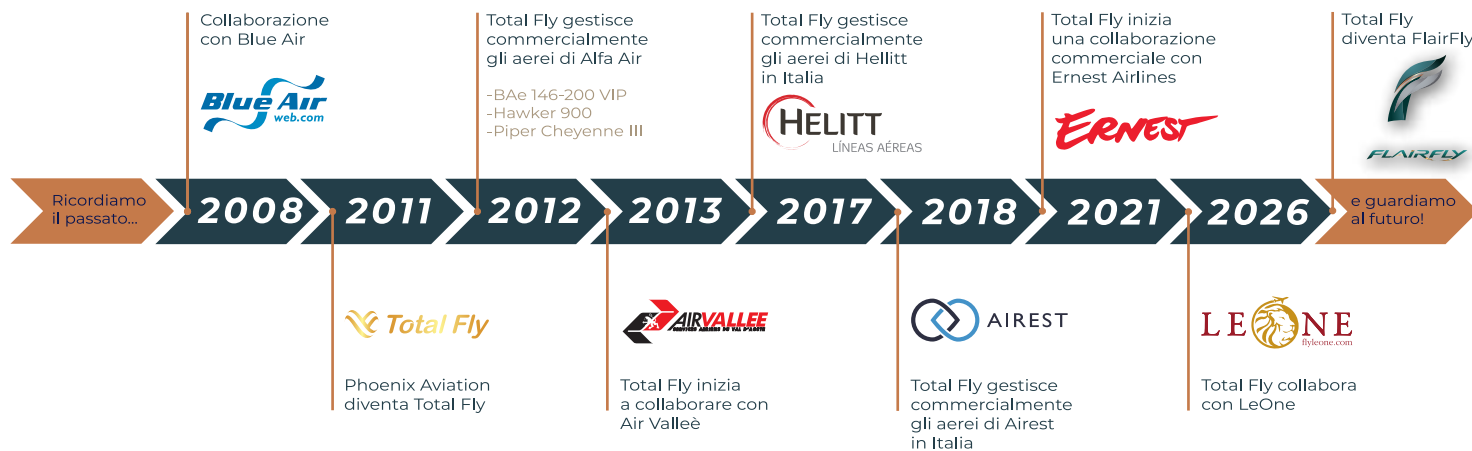 Collaborazione
con Blue Air
Blue Air
web.com
Total Fly gestisce
commercialmente
gli aerei di Alfa Air
-BAe 146-200 VIP
-Hawker 900
-Piper Cheyenne III
Total Fly gestisce
commercialmente
gli aerei di Hellitt
in Italia
HELITT
LÍNEAS AÉREAS
Total Fly inizia
una collaborazione
commerciale con
Ernest Airlines
ERNEST
Total Fly
diventa FlairFly
FLAIRFLY
Ricordiamo
il passato...
2008
2011
2012
2013
2017
2018
2021
2026
e guardiamo
al futuro!
Total Fly
Phoenix Aviation
diventa Total Fly
AIRVALLEE
SERVICES AERIENS DU VAL D'AOSTE
Total Fly inizia
a collaborare con
Air Valleè
AIREST
Total Fly gestisce
commercialmente
gli aerei di Airest
in Italia
LEONE
flyleone.com
Total Fly collabora
con LeOne